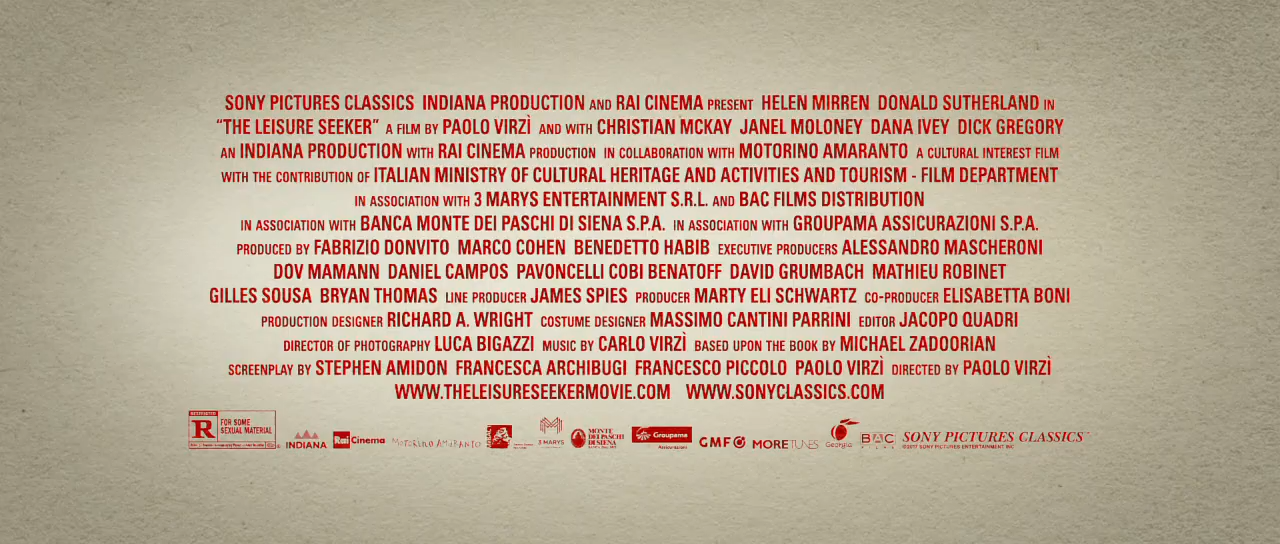 SONY PICTURES CLASSICS INDIANA PRODUCTION AND RAI CINEMA PRESENT HELEN MIRREN DONALD SUTHERLAND IN
“THE LEISURE SEEKER” A FILM BY PAOLO VIRZÌ AND WITH CHRISTIAN MCKAY JANEL MOLONEY DANA IVEY DICK GREGORY
AN INDIANA PRODUCTION WITH RAI CINEMA PRODUCTION IN COLLABORATION WITH MOTORINO AMARANTO A CULTURAL INTEREST FILM
WITH THE CONTRIBUTION OF ITALIAN MINISTRY OF CULTURAL HERITAGE AND ACTIVITIES AND TOURISM - FILM DEPARTMENT
IN ASSOCIATION WITH 3 MARYS ENTERTAINMENT S.R.L. AND BAC FILMS DISTRIBUTION
IN ASSOCIATION WITH BANCA MONTE DEI PASCHI DI SIENA S.P.A. IN ASSOCIATION WITH GROUPAMA ASSICURAZIONI S.P.A.
PRODUCED BY FABRIZIO DONVITO MARCO COHEN BENEDETTO HABIB EXECUTIVE PRODUCERS ALESSANDRO MASCHERONI
DOV MAMANN DANIEL CAMPOS PAVONCELLI COBI BENATOFF DAVID GRUMBACH MATHIEU ROBINET
GILLES SOUSA BRYAN THOMAS LINE PRODUCER JAMES SPIES PRODUCER MARTY ELI SCHWARTZ CO-PRODUCER ELISABETTA BONI
PRODUCTION DESIGNER RICHARD A. WRIGHT COSTUME DESIGNER MASSIMO CANTINI PARRINI EDITOR JACOPO QUADRI
DIRECTOR OF PHOTOGRAPHY LUCA BIGAZZI MUSIC BY CARLO VIRZÌ BASED UPON THE BOOK BY MICHAEL ZADOORIAN
SCREENPLAY BY STEPHEN AMIDON FRANCESCA ARCHIBUGI FRANCESCO PICCOLO PAOLO VIRZÌ DIRECTED BY PAOLO VIRZÌ
WWW.THELEISURESEEKERMOVIE.COM WWW.SONYCLASSICS.COM
RESTRICTED
R FOR SOME SEXUAL MATERIAL
INDIANA Rai Cinema MOTORINO AMARANTO 3 MARYS MONTE DEI PASCHI DI SIENA Groupama GMF MORETUNES Georgia BAC SONY PICTURES CLASSICS
©2017 SONY PICTURES ENTERTAINMENT INC